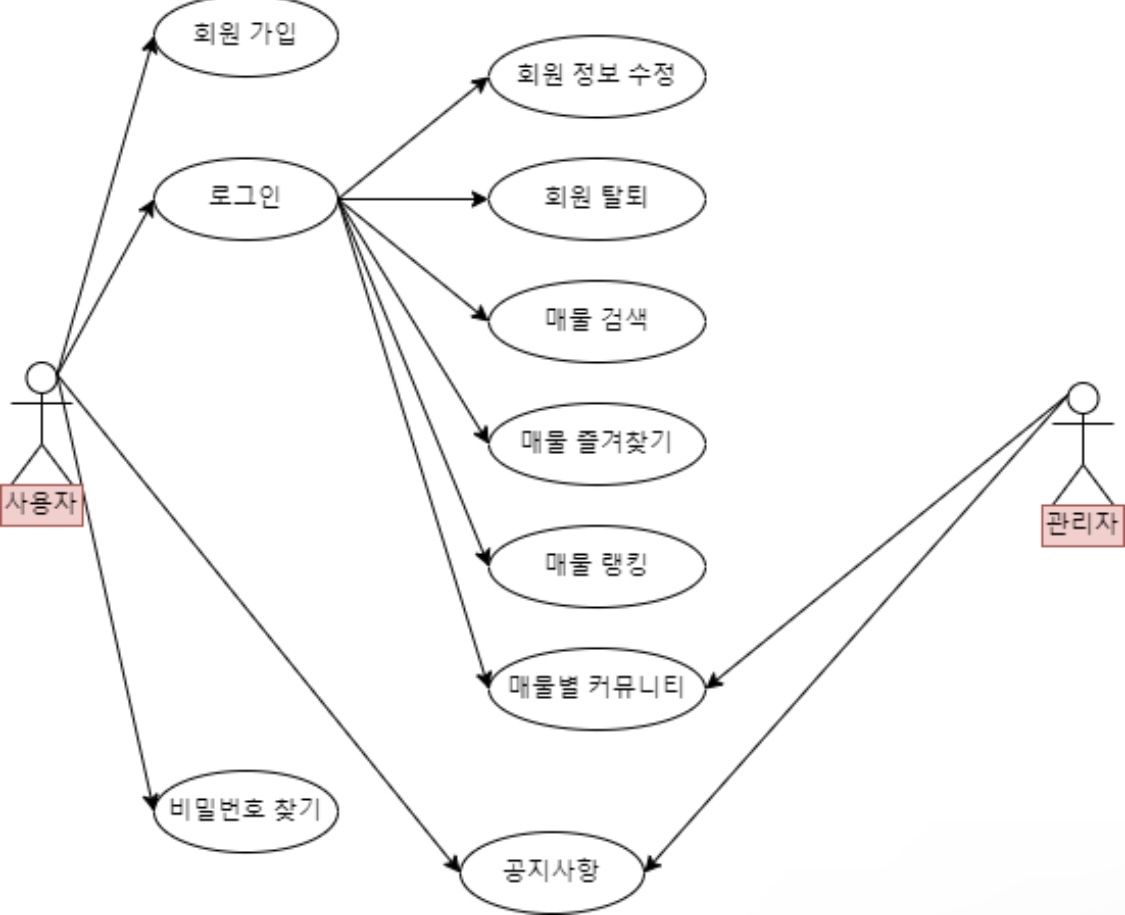 회원 가입
회원 정보 수정
로그인
회원 탈퇴
매물 검색
사용자
매물 즐겨찾기
관리자
매물 랭킹
매물별 커뮤니티
비밀번호 찾기
공지사항